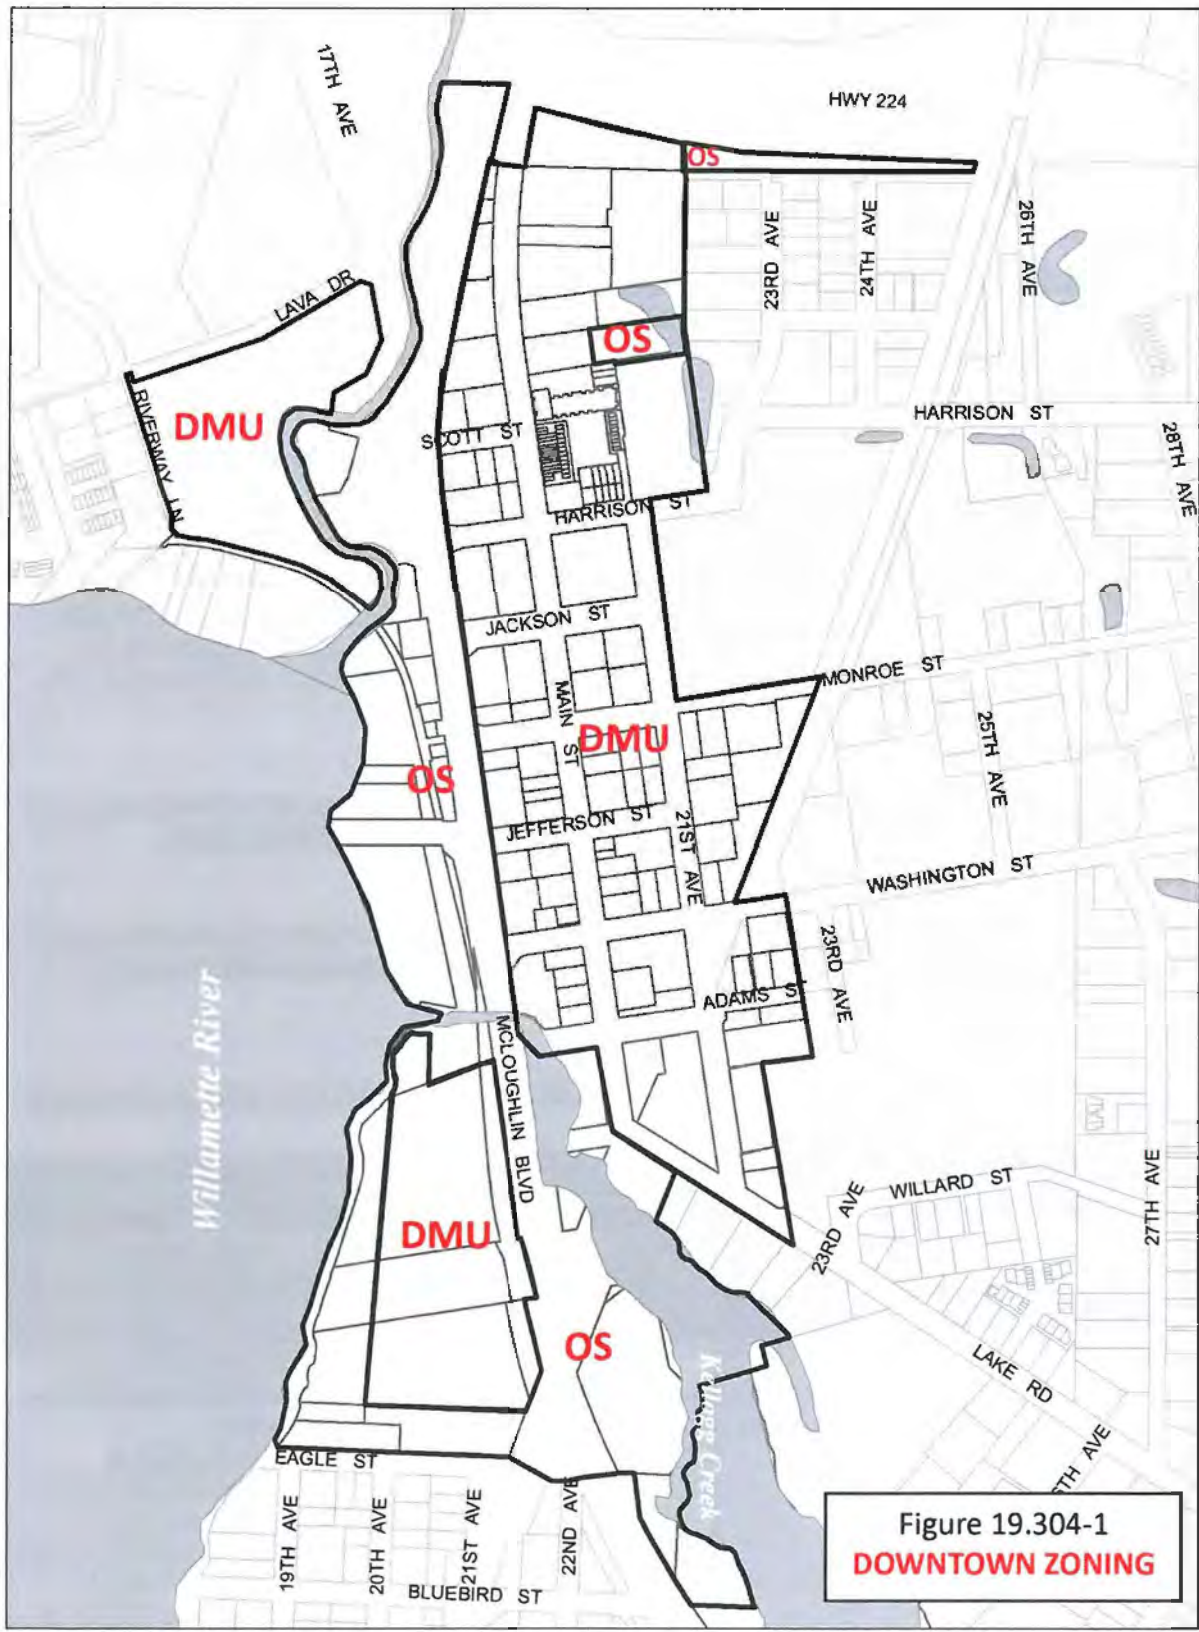 17TH AVE
HWY 224
OS
23RD AVE
24TH AVE
26TH AVE
LAVA DR
OS
DMU
RIVERWAY LN
SCOTT ST
HARRISON ST
28TH AVE
HARRISON ST
JACKSON ST
MAIN ST
MONROE ST
DMU
25TH AVE
OS
JEFFERSON ST
21ST AVE
WASHINGTON ST
23RD AVE
ADAMS ST
Willamette River
MCLOUGHLIN BLVD
WILLARD ST
23RD AVE
27TH AVE
DMU
OS
LAKE RD
Kellogg Creek
EAGLE ST
19TH AVE
20TH AVE
21ST AVE
22ND AVE
BLUEBIRD ST
Figure 19.304-1
DOWNTOWN ZONING